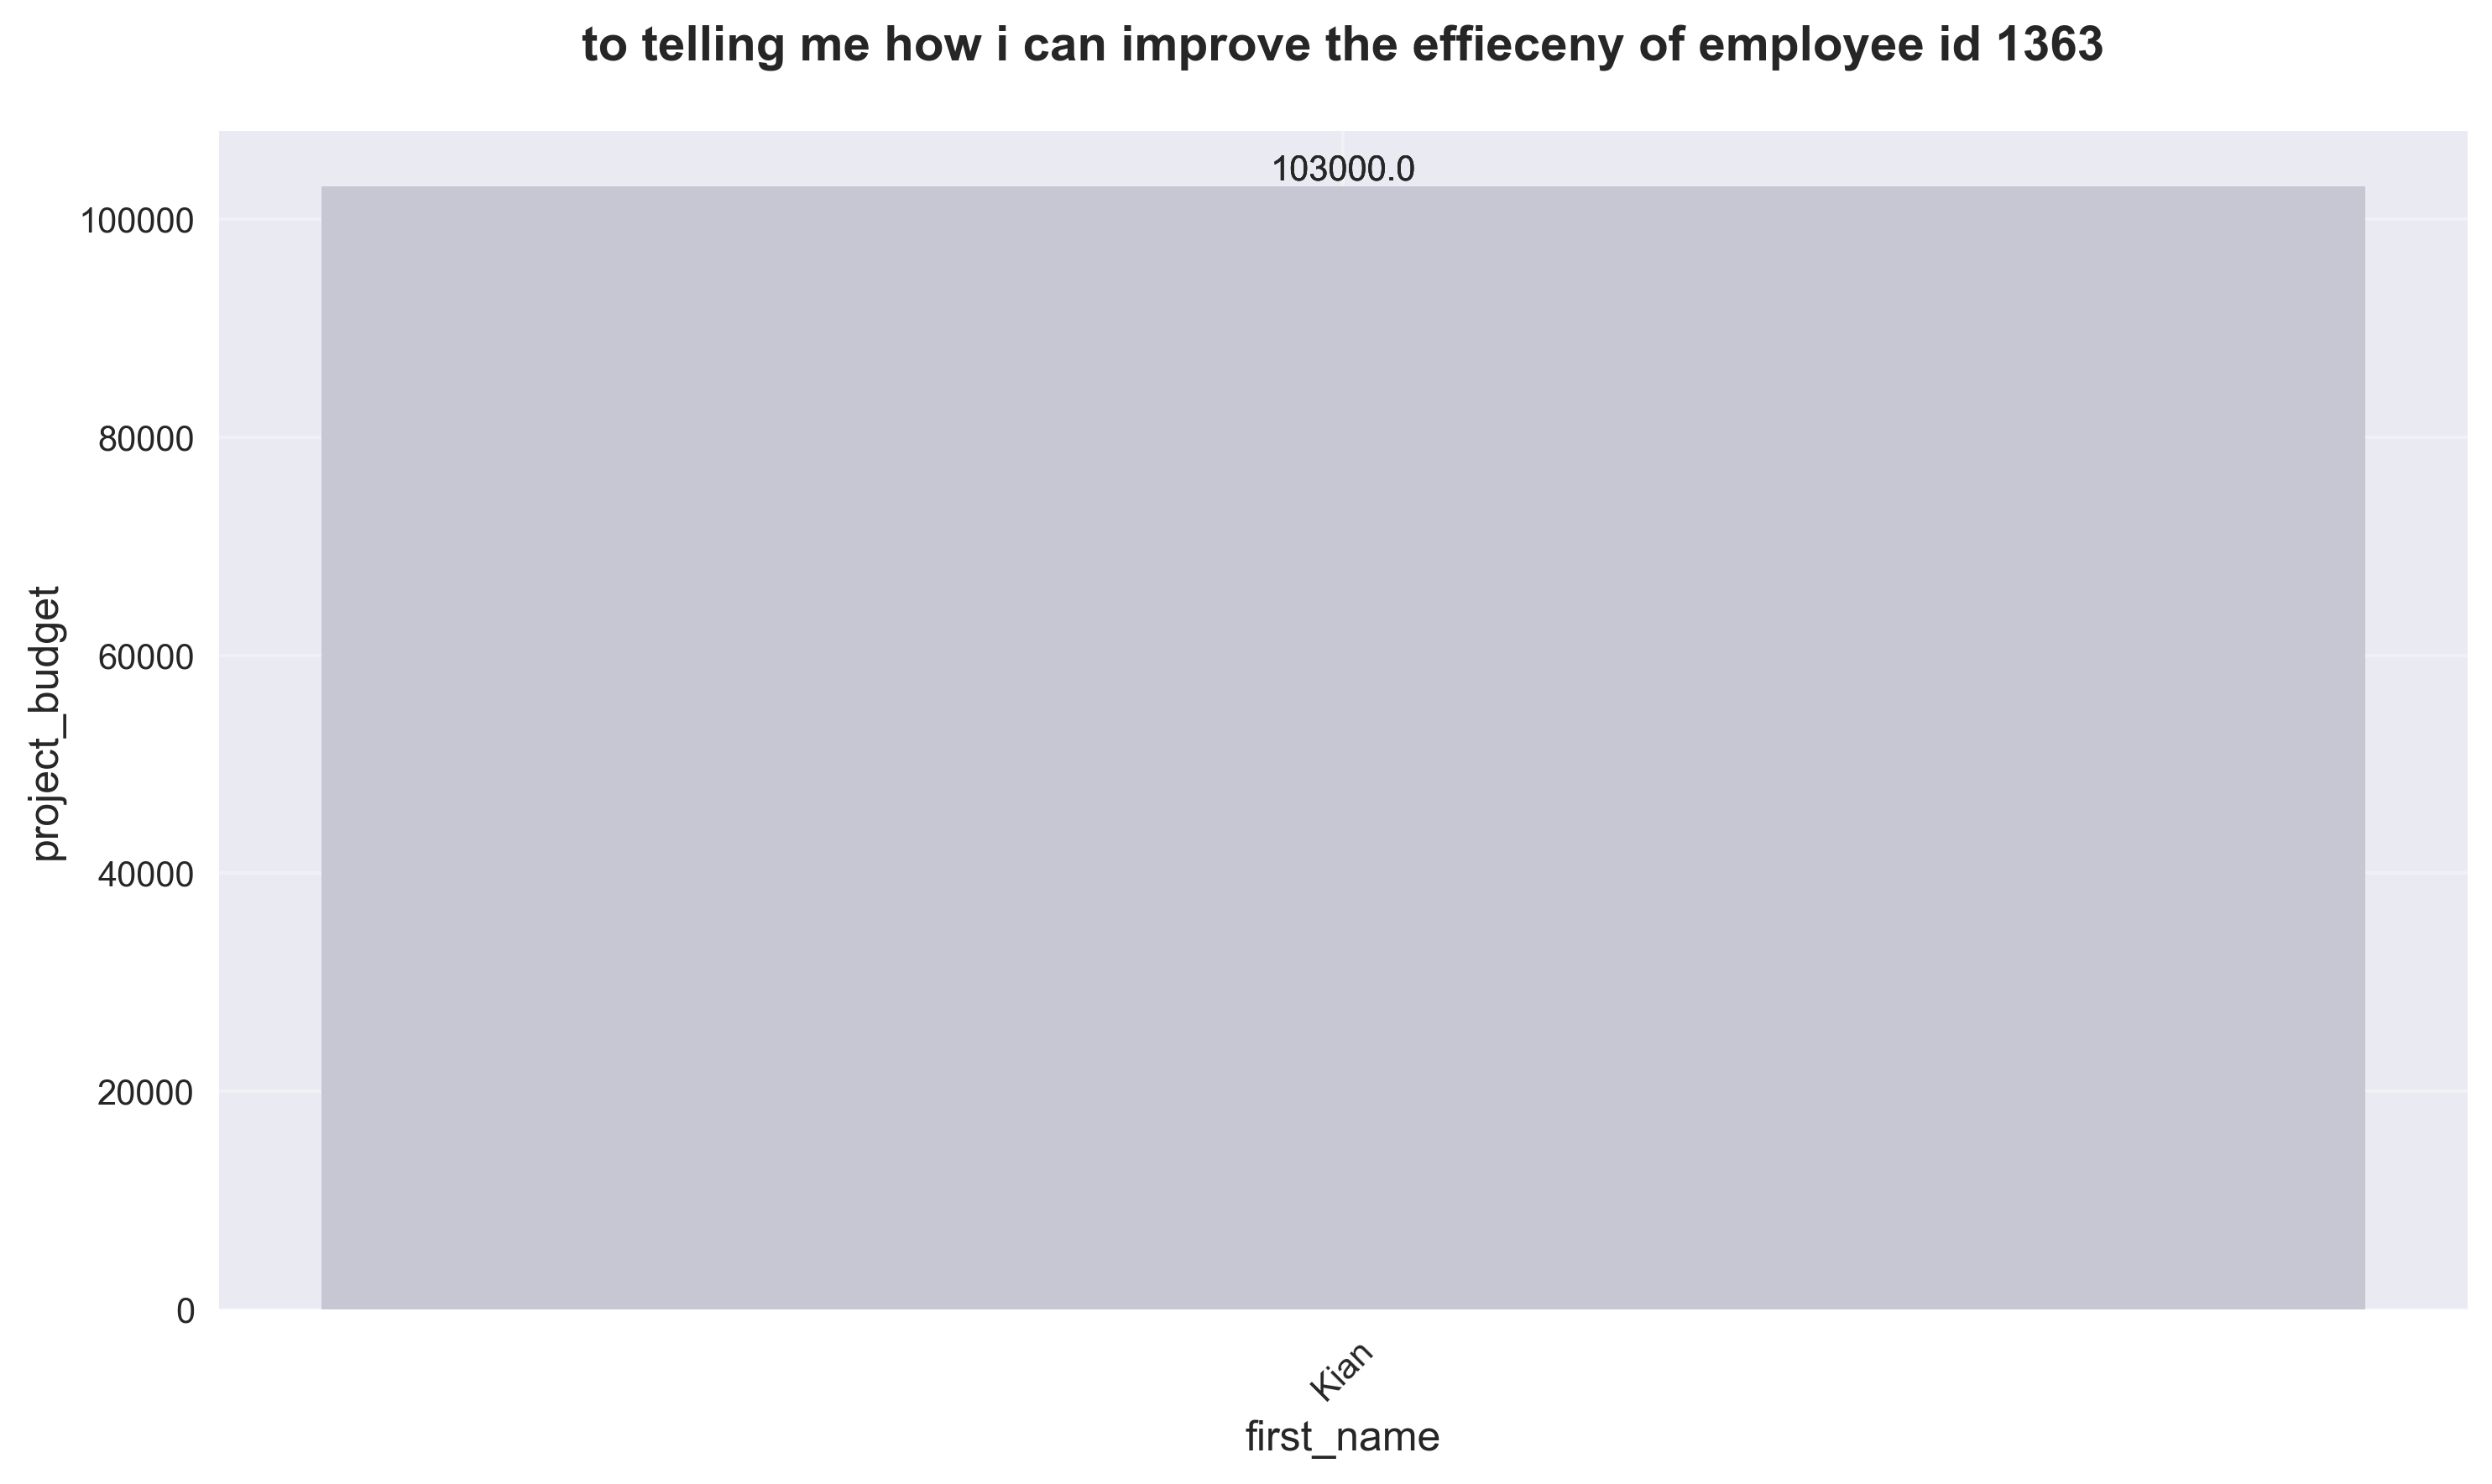 to telling me how i can improve the effieceny of employee id 1363
103000.0
100000
80000
60000
40000
20000
0
project_budget
Kian
first_name